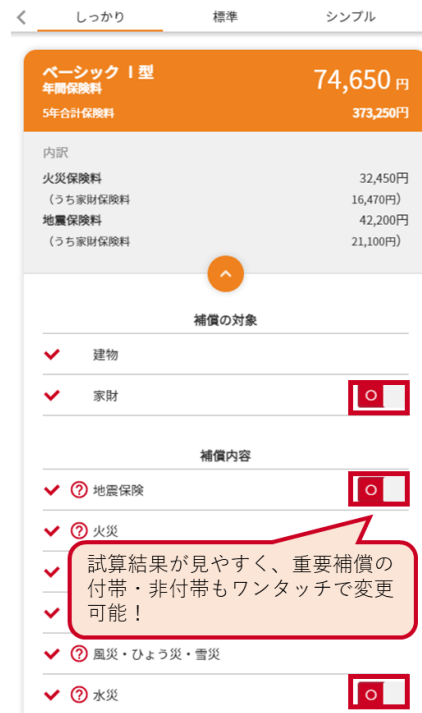 しっかり 標準 シンプル
ベーシックⅠ型 74,650円
年間保険料
5年合計保険料 373,250円
内訳
火災保険料 32,450円
（うち家財保険料 16,470円）
地震保険料 42,200円
（うち家財保険料 21,100円）
補償の対象
建物
家財
補償内容
地震保険
火災
試算結果が見やすく、重要補償の
付帯・非付帯もワンタッチで変更
可能！
風災・ひょう災・雪災
水災